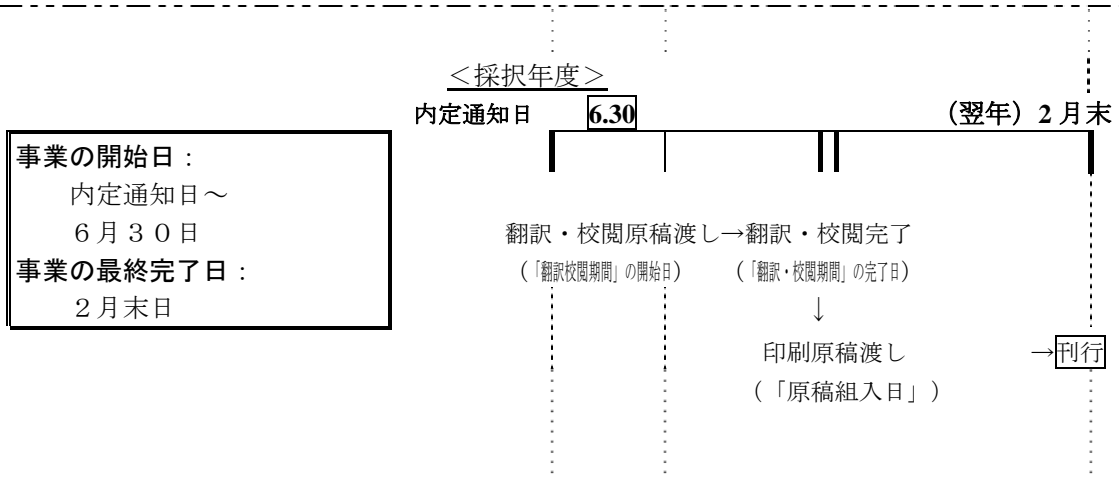 ＜採択年度＞
内定通知日 6.30 (翌年) 2月末
事業の開始日：
内定通知日～
６月３０日
事業の最終完了日：
２月末日
翻訳・校閲原稿渡し→翻訳・校閲完了
（「翻訳校閲期間」の開始日） （「翻訳・校閲期間」の完了日）
↓
印刷原稿渡し →刊行
（「原稿組入日」）